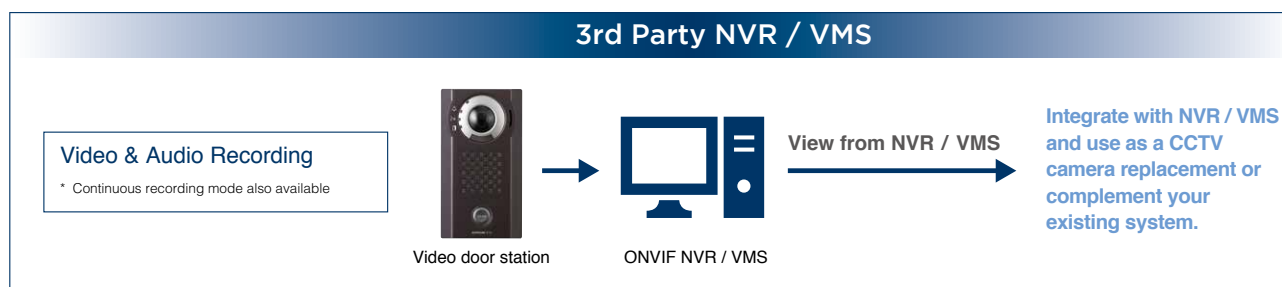 3rd Party NVR / VMS
Video & Audio Recording
* Continuous recording mode also available
Video door station
ONVIF NVR / VMS
View from NVR / VMS
Integrate with NVR / VMS
and use as a CCTV
camera replacement or
complement your
existing system.